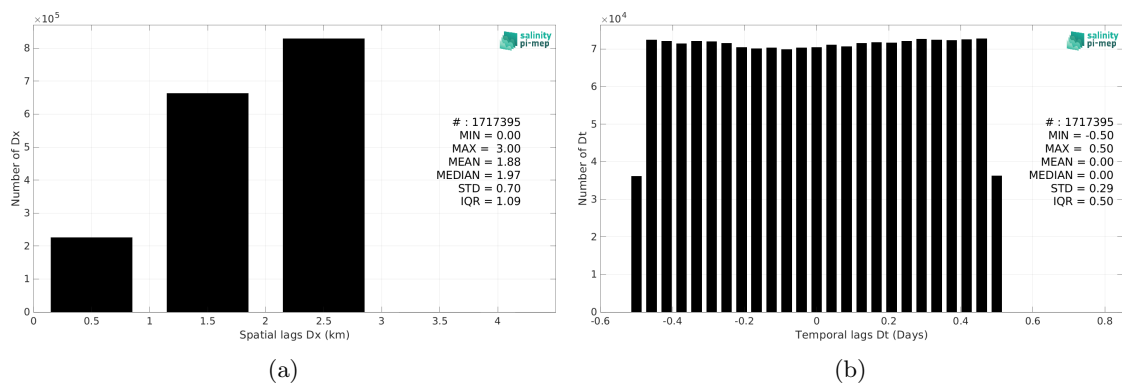 ×10⁵
8
7
6
5
4
3
2
1
0
Number of Dx
0 0.5 1 1.5 2 2.5 3 3.5 4
Spatial lags Dx (km)
salinity
pi-mep
# : 1717395
MIN = 0.00
MAX = 3.00
MEAN = 1.88
MEDIAN = 1.97
STD = 0.70
IQR = 1.09
(a)
×10⁴
8
7
6
5
4
3
2
1
0
Number of Dt
-0.6 -0.4 -0.2 0 0.2 0.4 0.6 0.8
Temporal lags Dt (Days)
salinity
pi-mep
# : 1717395
MIN = -0.50
MAX = 0.50
MEAN = 0.00
MEDIAN = 0.00
STD = 0.29
IQR = 0.50
(b)